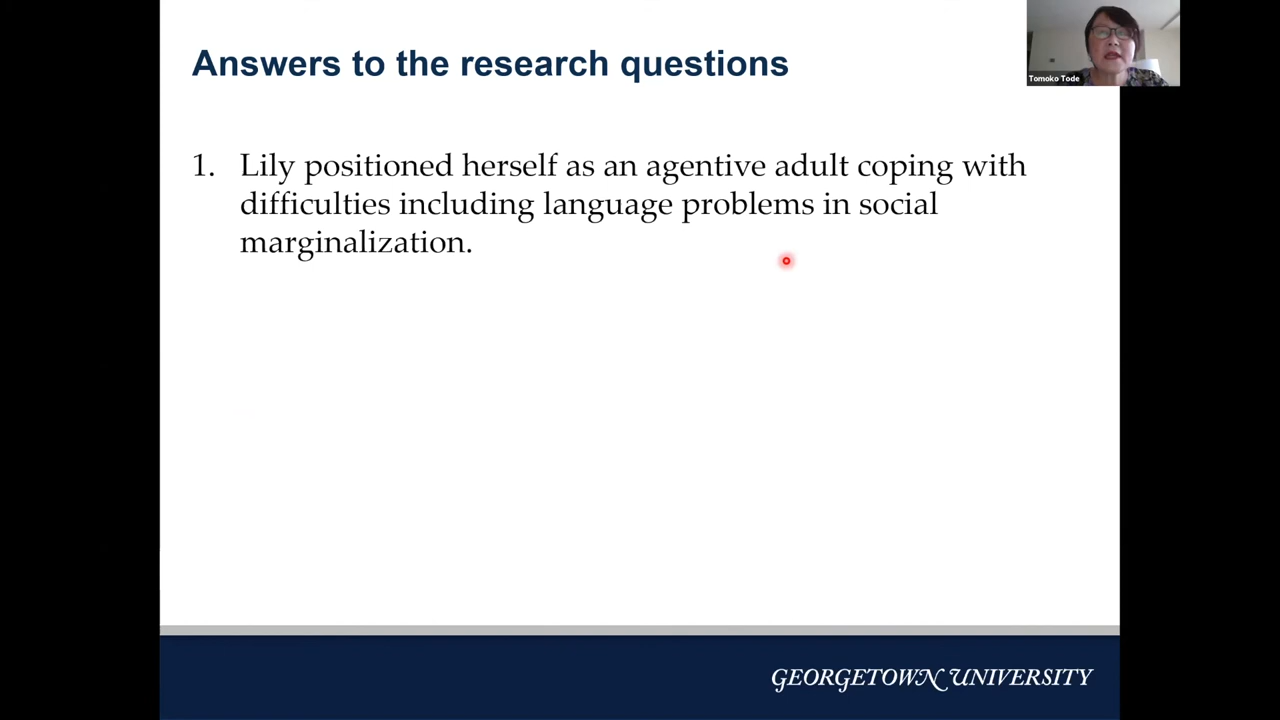 Answers to the research questions
Tomoko Tode
1. Lily positioned herself as an agentive adult coping with
difficulties including language problems in social
marginalization.
GEORGETOWN UNIVERSITY